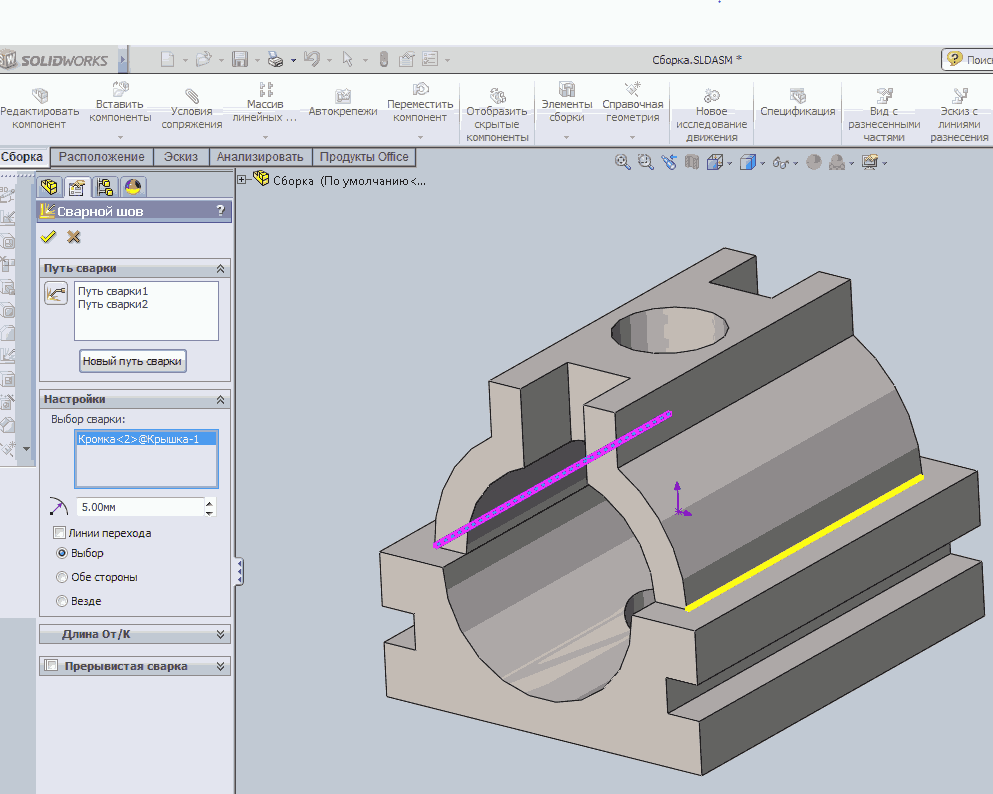 SOLIDWORKS
Сборка.SLDASM *
Поис
Редактировать компонент
Вставить компоненты
Условия сопряжения
Массив линейных ...
Автокрепежи
Переместить компонент
Отобразить скрытые компоненты
Элементы сборки
Справочная геометрия
Новое исследование движения
Спецификация
Вид с разнесенными частями
Эскиз с линиями разнесения
Сборка
Расположение
Эскиз
Анализировать
Продукты Office
Сборка (По умолчанию<...
Сварной шов
?
Путь сварки
Путь сварки1
Путь сварки2
Новый путь сварки
Настройки
Выбор сварки:
Кромка<2>@Крышка-1
5.00мм
Линии перехода
Выбор
Обе стороны
Везде
Длина От/К
Прерывистая сварка